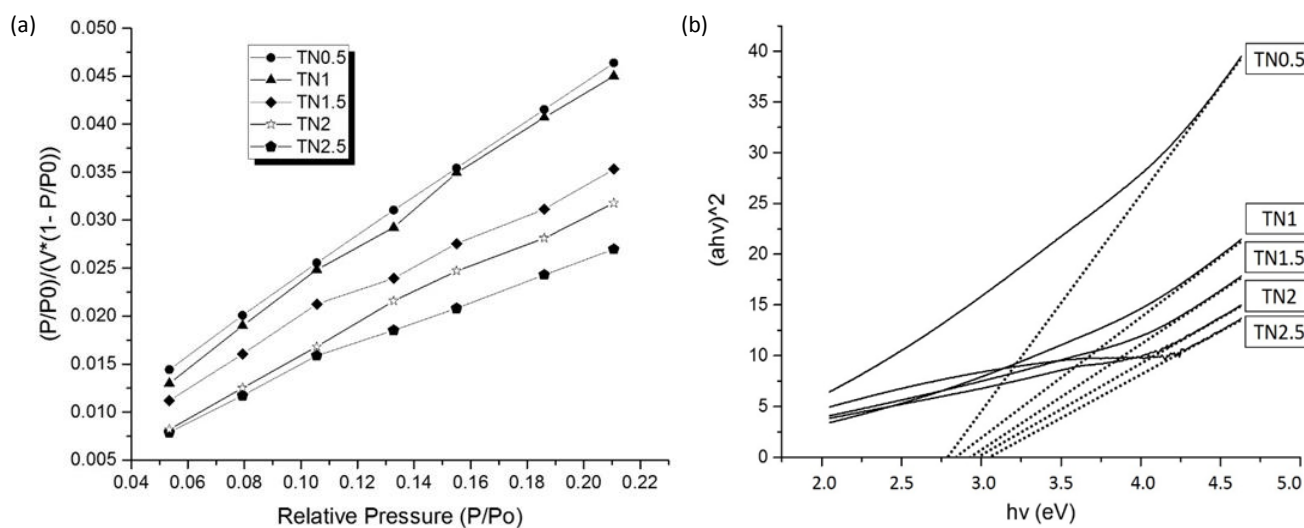 (a)
0.050
0.045
0.040
0.035
0.030
0.025
0.020
0.015
0.010
0.005
(P/P0)/(V*(1- P/P0))
TN0.5
TN1
TN1.5
TN2
TN2.5
0.04 0.06 0.08 0.10 0.12 0.14 0.16 0.18 0.20 0.22
Relative Pressure (P/Po)
(b)
40
35
30
25
20
15
10
5
0
(ahv)^2
TN0.5
TN1
TN1.5
TN2
TN2.5
2.0 2.5 3.0 3.5 4.0 4.5 5.0
hv (eV)